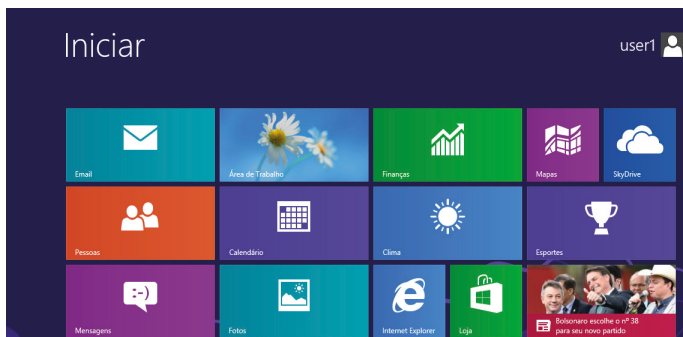 Iniciar
user1
Email
Área de Trabalho
Finanças
Mapas
SkyDrive
Pessoas
Calendário
Clima
Esportes
Mensagens
:-)
Fotos
Internet Explorer
Loja
Bolsonaro escolhe o nº 38
para seu novo partido